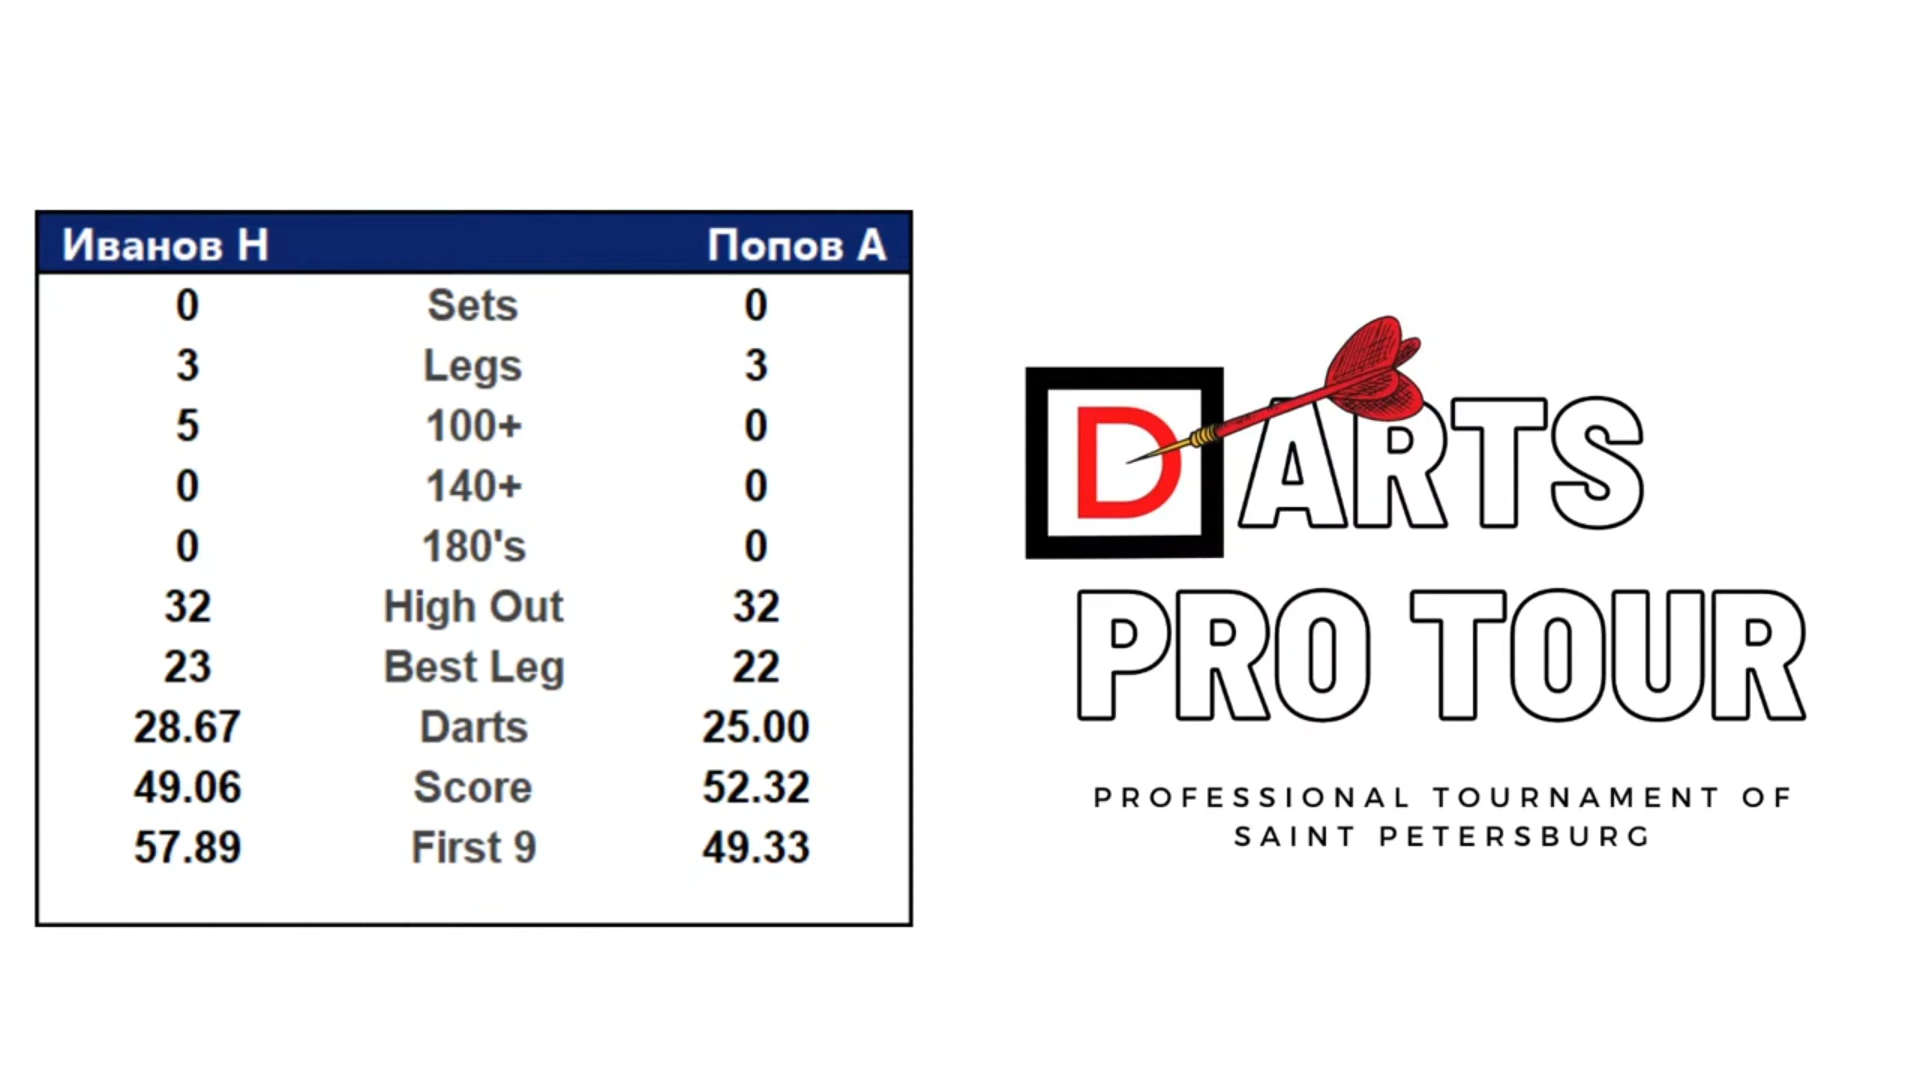 Иванов Н Попов А
0 Sets 0
3 Legs 3
5 100+ 0
0 140+ 0
0 180's 0
32 High Out 32
23 Best Leg 22
28.67 Darts 25.00
49.06 Score 52.32
57.89 First 9 49.33
DARTS
PRO TOUR
PROFESSIONAL TOURNAMENT OF
SAINT PETERSBURG